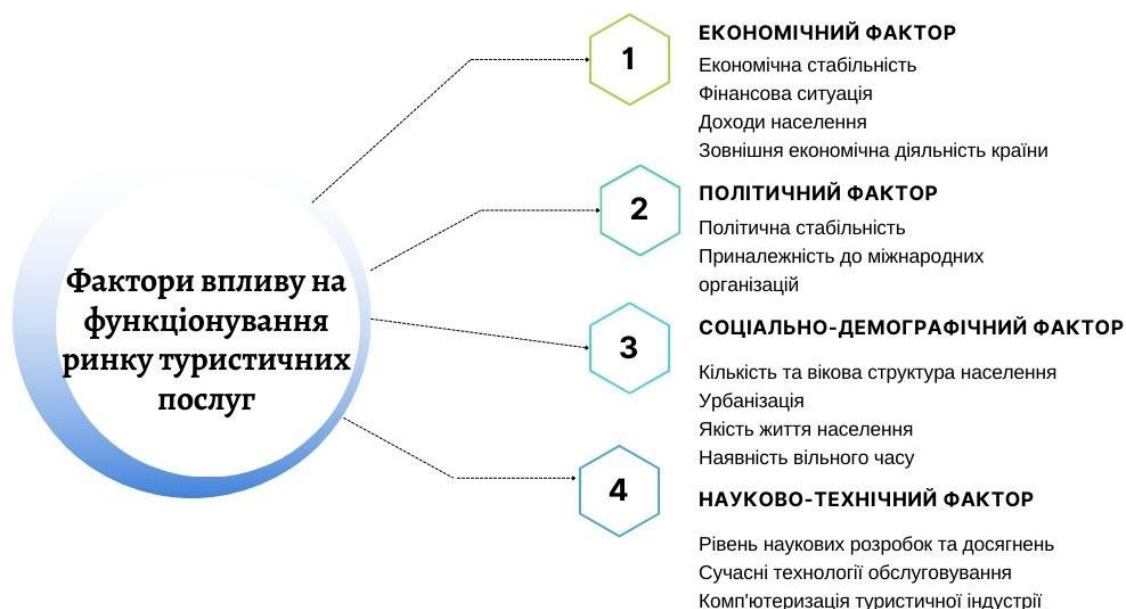 Фактори впливу на
функціонування
ринку туристичних
послуг
1
ЕКОНОМІЧНИЙ ФАКТОР
Економічна стабільність
Фінансова ситуація
Доходи населення
Зовнішня економічна діяльність країни
2
ПОЛІТИЧНИЙ ФАКТОР
Політична стабільність
Приналежність до міжнародних
організацій
3
СОЦІАЛЬНО-ДЕМОГРАФІЧНИЙ ФАКТОР
Кількість та вікова структура населення
Урбанізація
Якість життя населення
Наявність вільного часу
4
НАУКОВО-ТЕХНІЧНИЙ ФАКТОР
Рівень наукових розробок та досягнень
Сучасні технології обслуговування
Комп'ютеризація туристичної індустрії